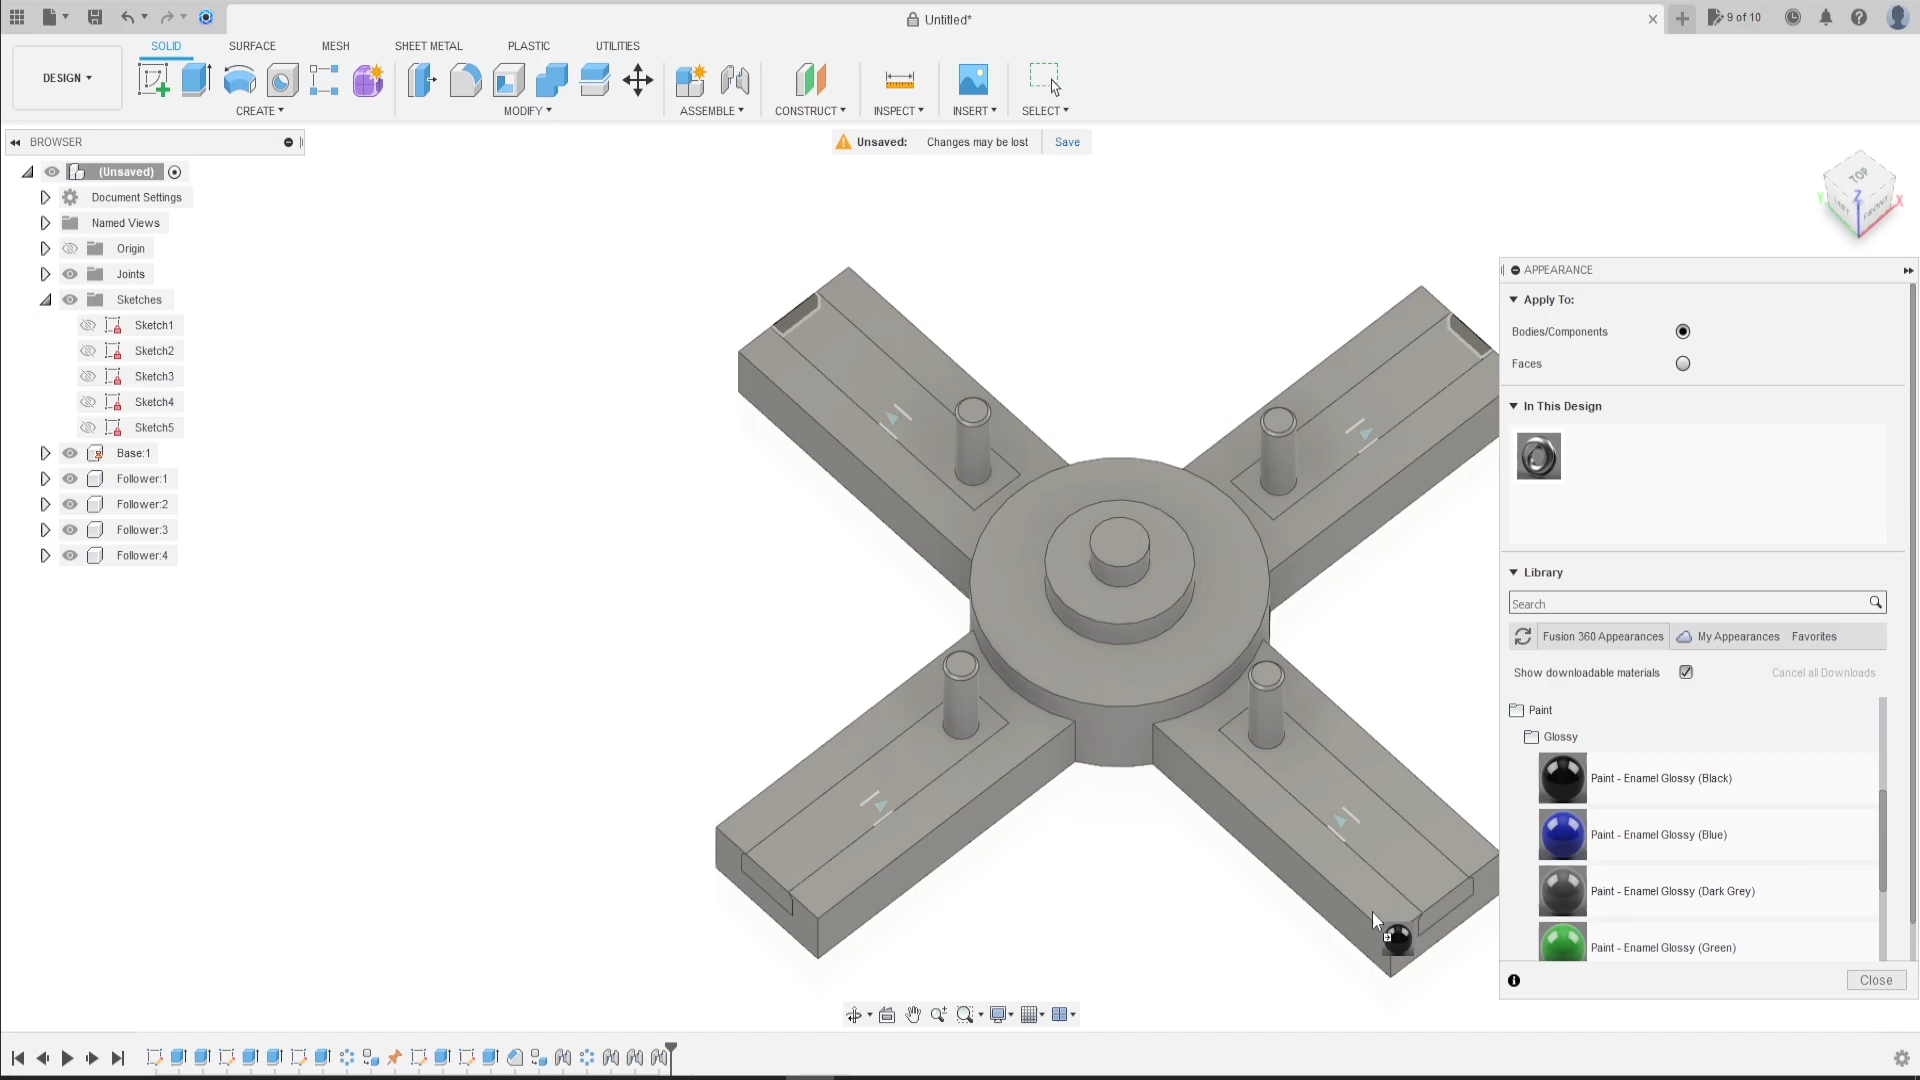 Untitled*
9 of 10
SOLID
SURFACE
MESH
SHEET METAL
PLASTIC
UTILITIES
DESIGN
CREATE
MODIFY
ASSEMBLE
CONSTRUCT
INSPECT
INSERT
SELECT
BROWSER
Unsaved: Changes may be lost Save
(Unsaved)
Document Settings
Named Views
Origin
Joints
Sketches
Sketch1
Sketch2
Sketch3
Sketch4
Sketch5
Base:1
Follower:1
Follower:2
Follower:3
Follower:4
TOP
LEFT
FRONT
Z
Y
X
APPEARANCE
Apply To:
Bodies/Components
Faces
In This Design
Library
Search
Fusion 360 Appearances
My Appearances
Favorites
Show downloadable materials
Cancel all Downloads
Paint
Glossy
Paint - Enamel Glossy (Black)
Paint - Enamel Glossy (Blue)
Paint - Enamel Glossy (Dark Grey)
Paint - Enamel Glossy (Green)
Close